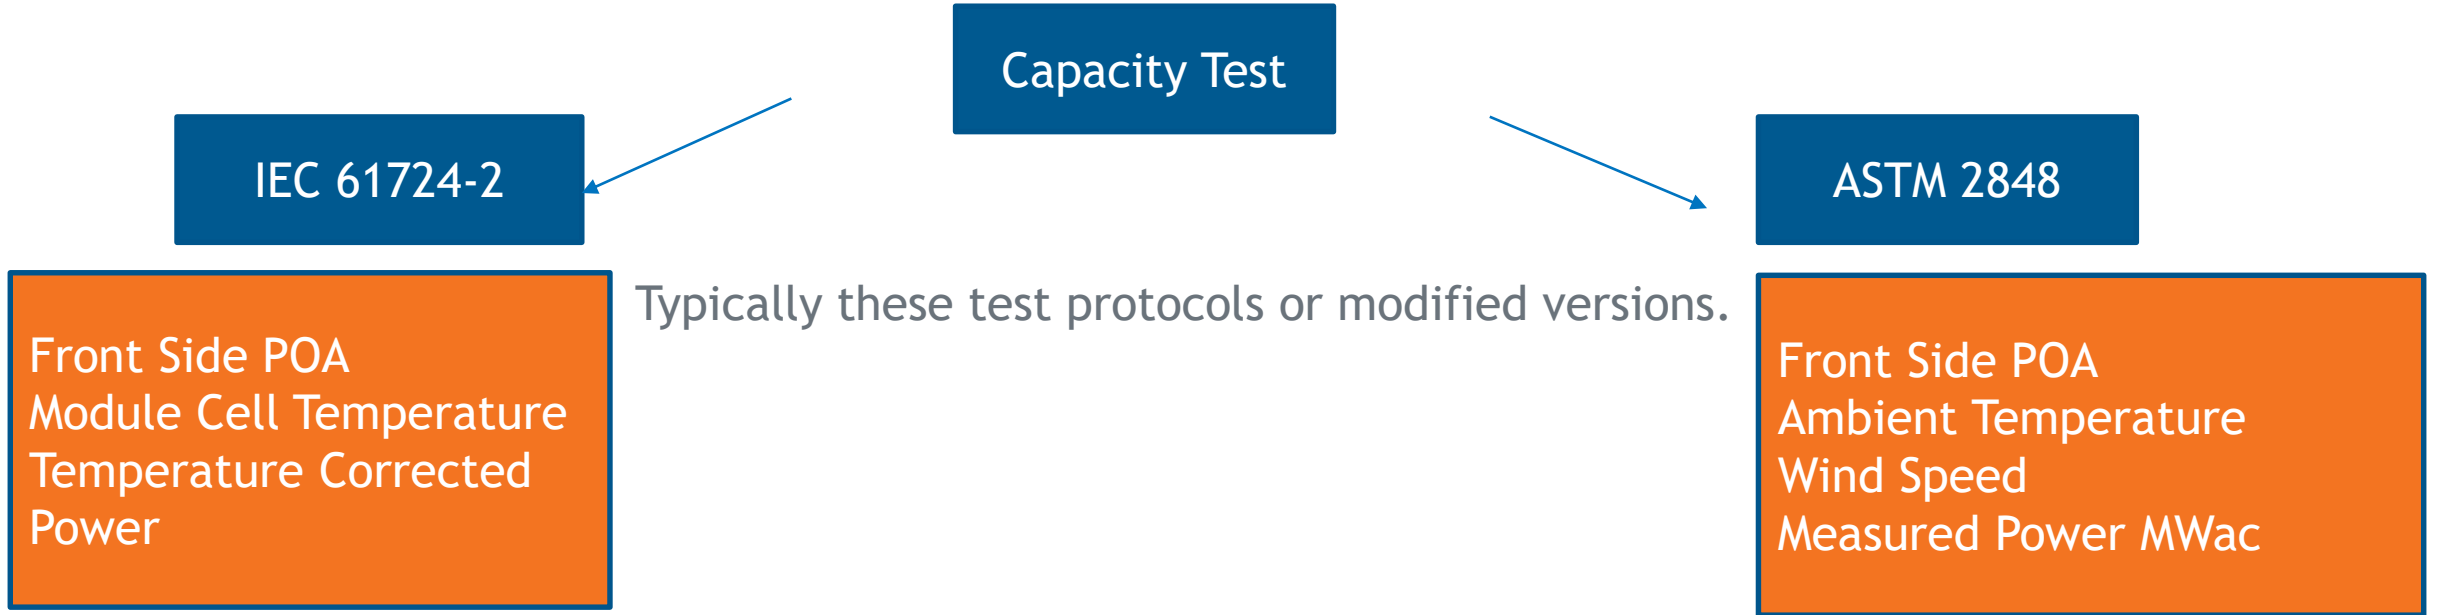 Capacity Test
IEC 61724-2
ASTM 2848
Typically these test protocols or modified versions.
Front Side POA
Module Cell Temperature
Temperature Corrected
Power
Front Side POA
Ambient Temperature
Wind Speed
Measured Power MWac